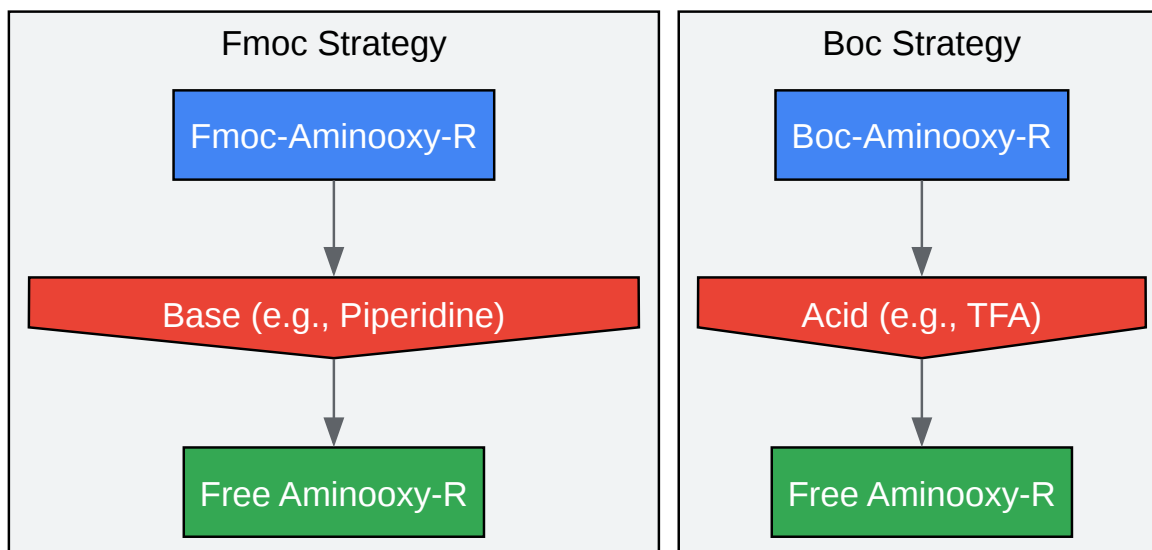 Fmoc Strategy
Fmoc-Aminooxy-R
Base (e.g., Piperidine)
Free Aminooxy-R
Boc Strategy
Boc-Aminooxy-R
Acid (e.g., TFA)
Free Aminooxy-R